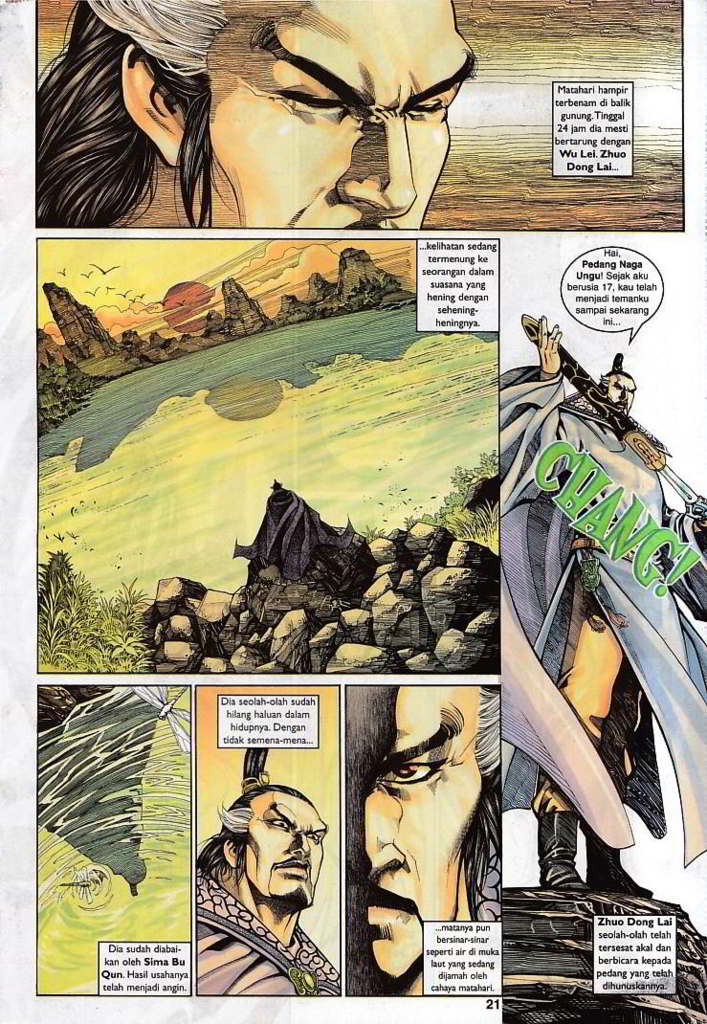 Matahari hampir
terbenam di balik
gunung. Tinggal
24 jam dia mesti
bertarung dengan
Wu Lei. Zhuo
Dong Lai...
...kelihatan sedang
termenung ke
seorangan dalam
suasana yang
hening dengan
sehening-
heningnya.
Hai,
Pedang Naga
Ungu! Sejak aku
berusia 17, kau telah
menjadi temanku
sampai sekarang
ini...
CHANG!
Dia sudah diabai-
kan oleh Sima Bu
Qun. Hasil usahanya
telah menjadi angin.
Dia seolah-olah sudah
hilang haluan dalam
hidupnya. Dengan
tidak semena-mena...
...matanya pun
bersinar-sinar
seperti air di muka
laut yang sedang
dijamah oleh
cahaya matahari.
Zhuo Dong Lai
seolah-olah telah
tersesat akal dan
berbicara kepada
pedang yang telah
dihunuskannya.
21